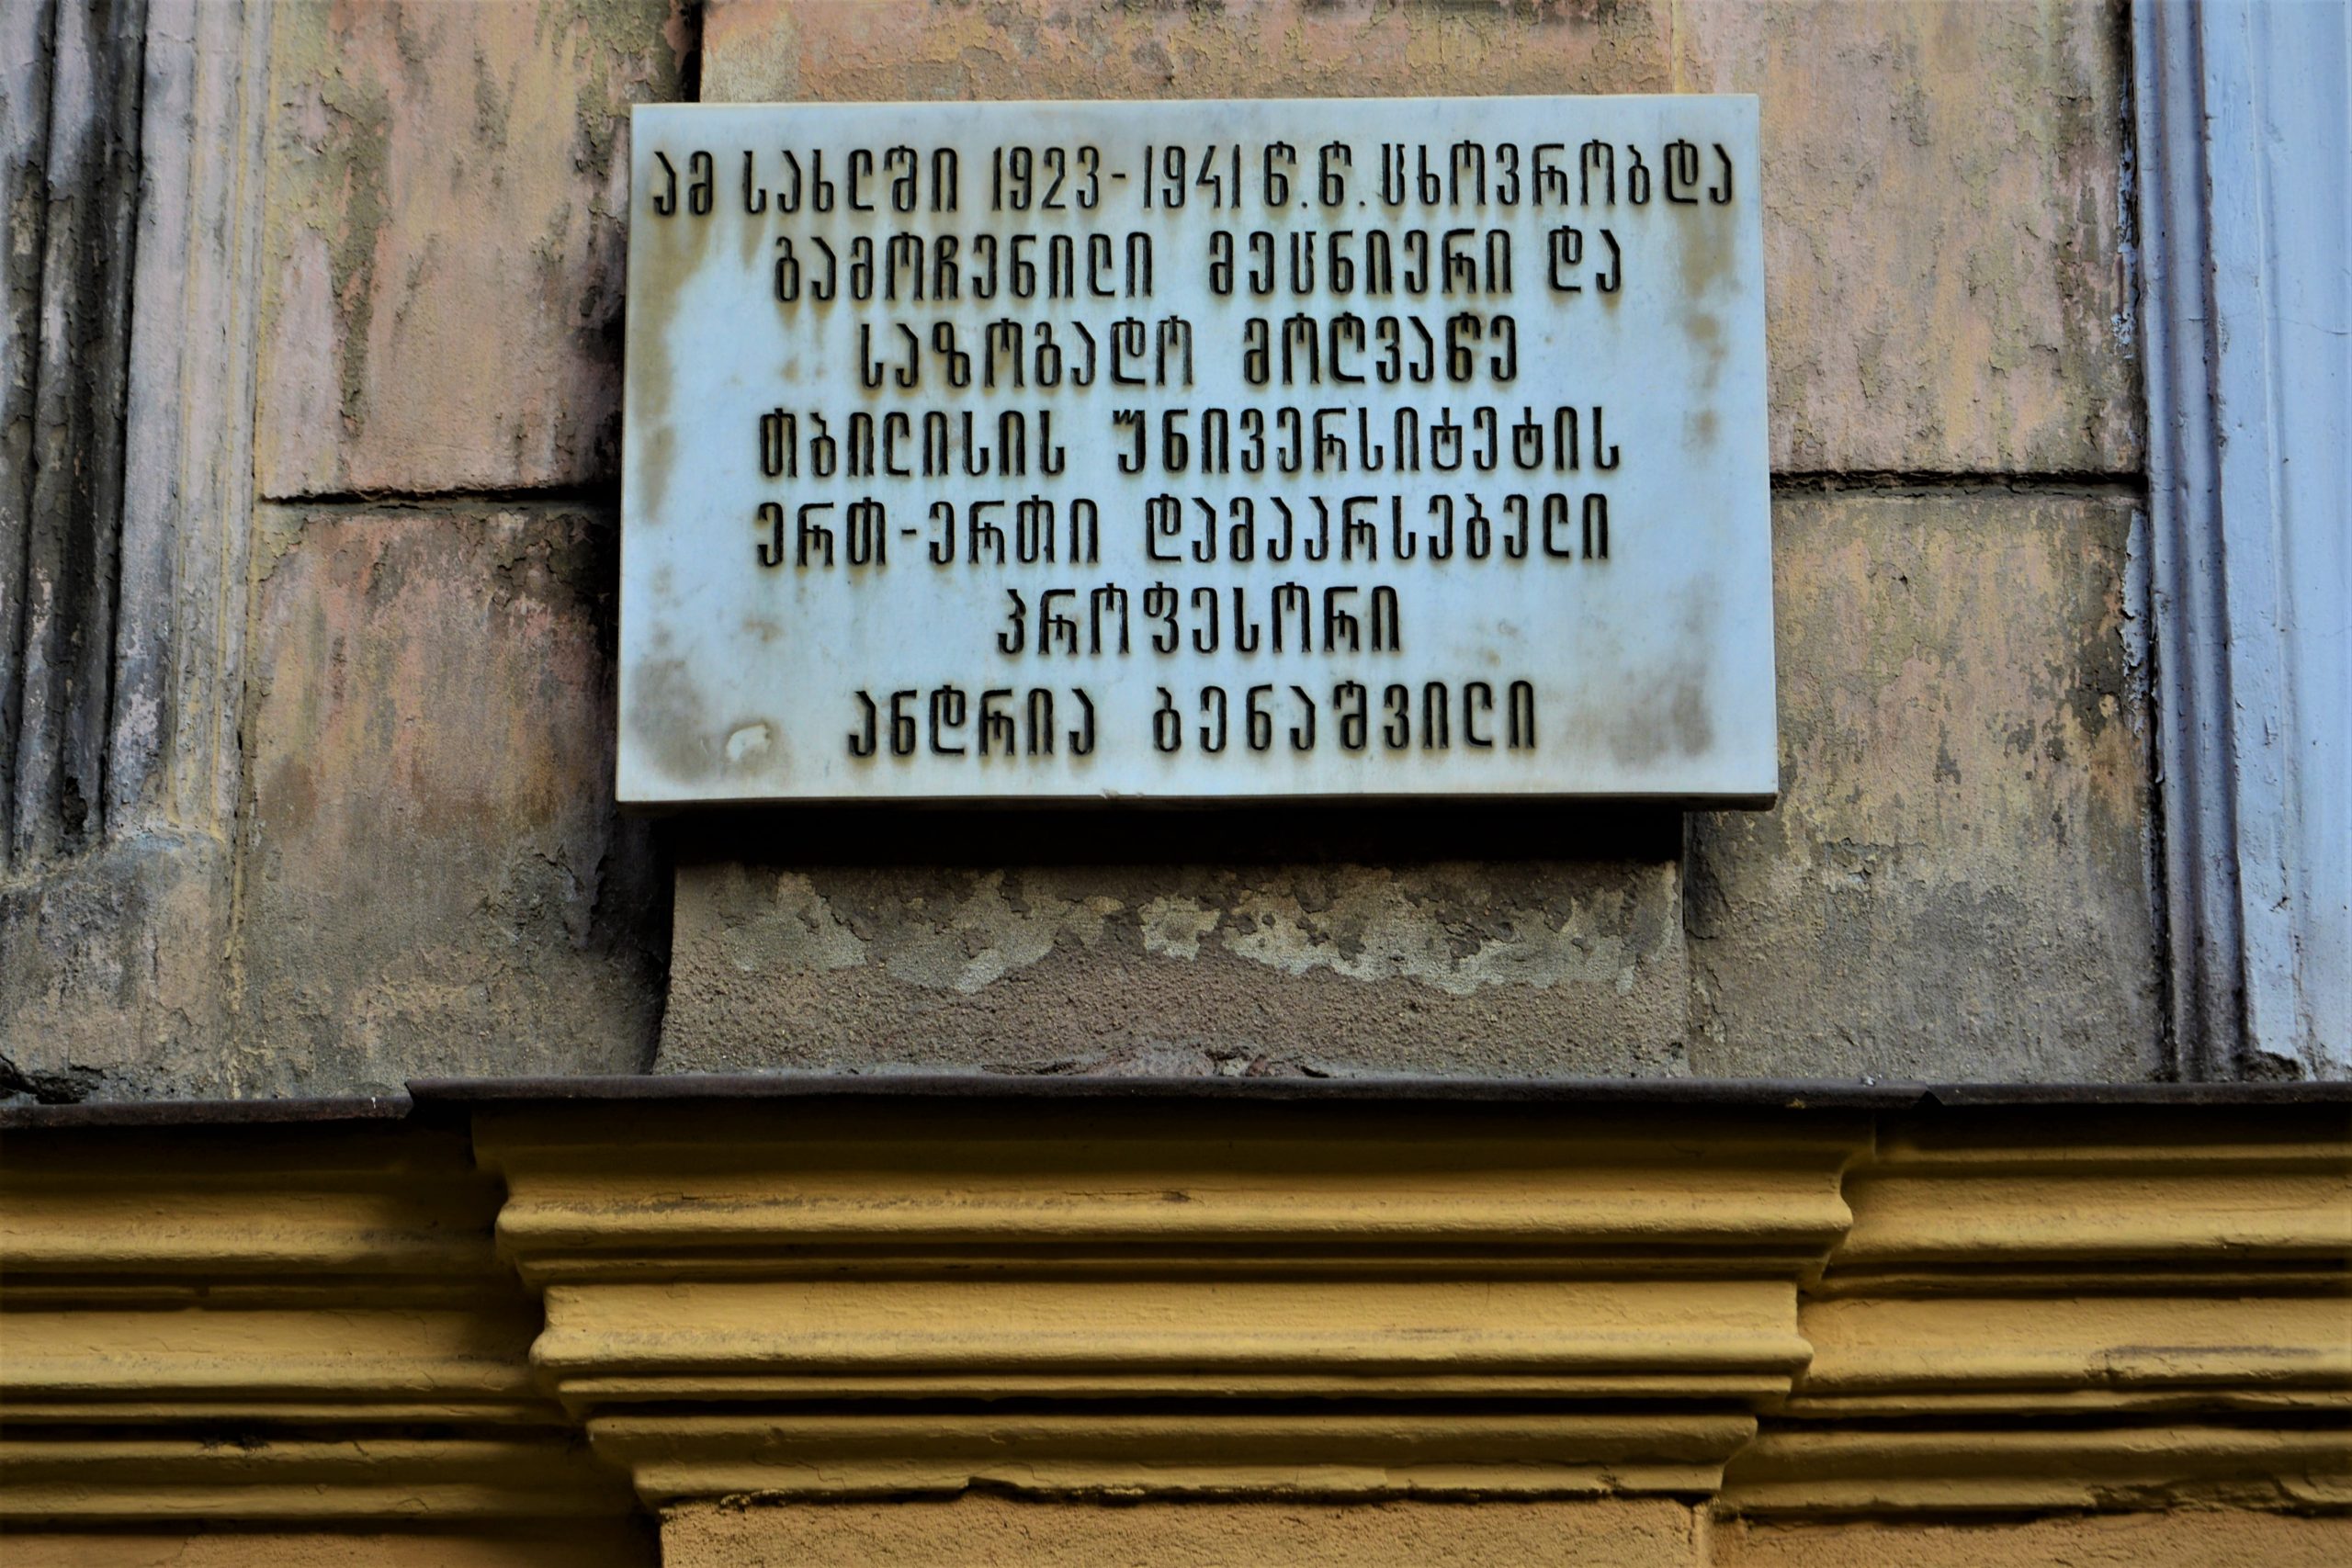 ამ სახლში 1923-1941 წ.წ. ცხოვრობდა
გამოჩენილი მეცნიერი და
საზოგადო მოღვაწე
თბილისის უნივერსიტეტის
ერთ-ერთი დამაარსებელი
პროფესორი
ანდრია ბენაშვილი